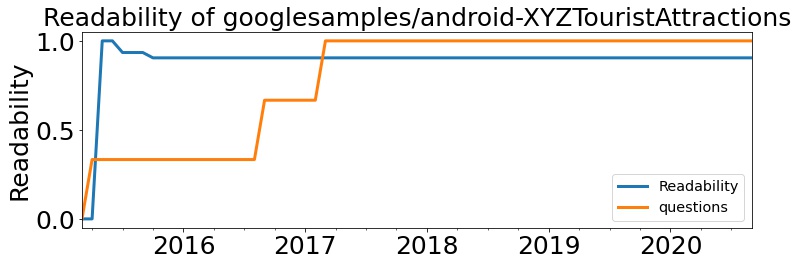 Readability of googlesamples/android-XYZTouristAttractions
1.0
0.5
0.0
Readability
2016 2017 2018 2019 2020
Readability
questions